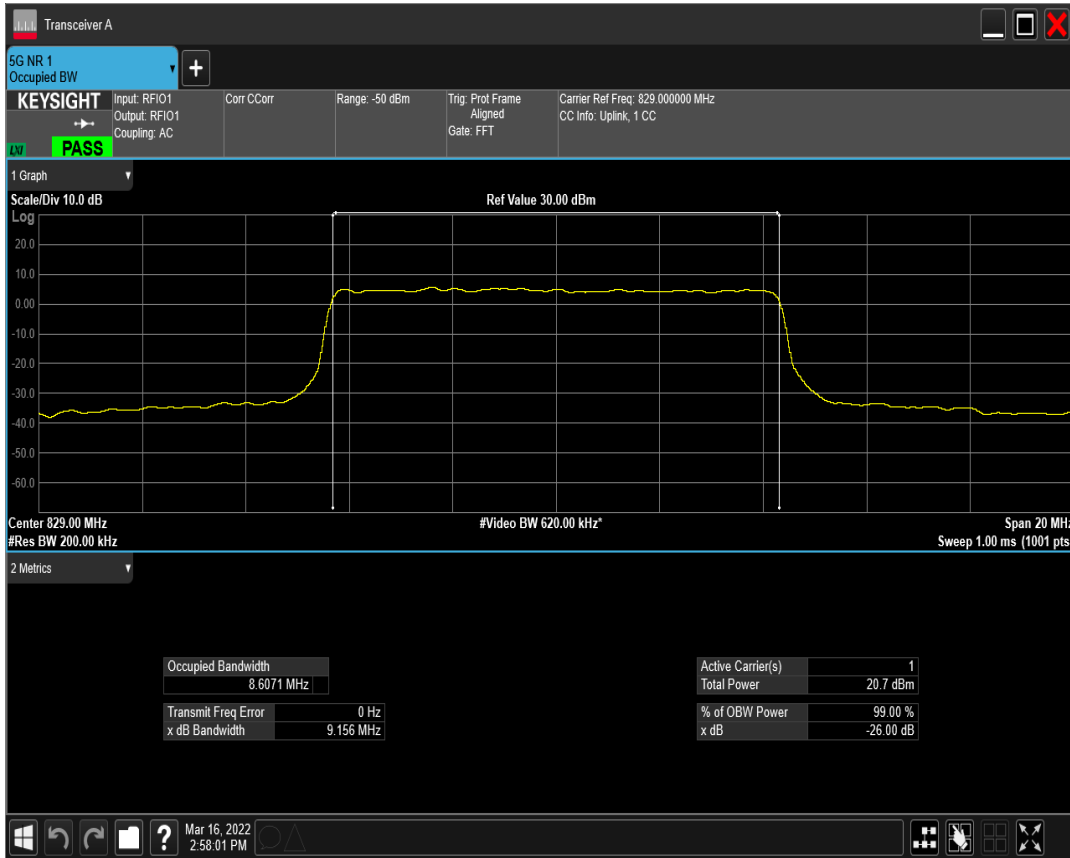 Transceiver A
5G NR 1
Occupied BW
+
KEYSIGHT
LXI
PASS
Input: RFIO1
Output: RFIO1
Coupling: AC
Corr CCorr
Range: -50 dBm
Trig: Prot Frame
Aligned
Gate: FFT
Carrier Ref Freq: 829.000000 MHz
CC Info: Uplink, 1 CC
1 Graph
Scale/Div 10.0 dB
Ref Value 30.00 dBm
Log
20.0
10.0
0.00
-10.0
-20.0
-30.0
-40.0
-50.0
-60.0
Center 829.00 MHz
#Video BW 620.00 kHz*
Span 20 MHz
#Res BW 200.00 kHz
Sweep 1.00 ms (1001 pts
2 Metrics
Occupied Bandwidth
8.6071 MHz
Transmit Freq Error 0 Hz
x dB Bandwidth 9.156 MHz
Active Carrier(s) 1
Total Power 20.7 dBm
% of OBW Power 99.00 %
x dB -26.00 dB
?
Mar 16, 2022
2:58:01 PM